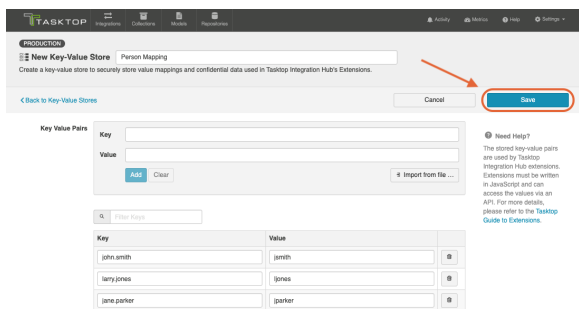 TASKTOP
Integrations
Collections
Models
Repositories
Activity
Metrics
Help
Settings
PRODUCTION
New Key-Value Store
Person Mapping
Create a key-value store to securely store value mappings and confidential data used in Tasktop Integration Hub's Extensions.
Back to Key-Value Stores
Cancel
Save
Key Value Pairs
Key
Value
Add
Clear
Import from file ...
Need Help?
The stored key-value pairs
are used by Tasktop
Integration Hub extensions.
Extensions must be written
in JavaScript and can
access the values via an
API. For more details,
please refer to the Tasktop
Guide to Extensions.
Filter Keys
Key Value
john.smith jsmith
larry.jones ljones
jane.parker jparker